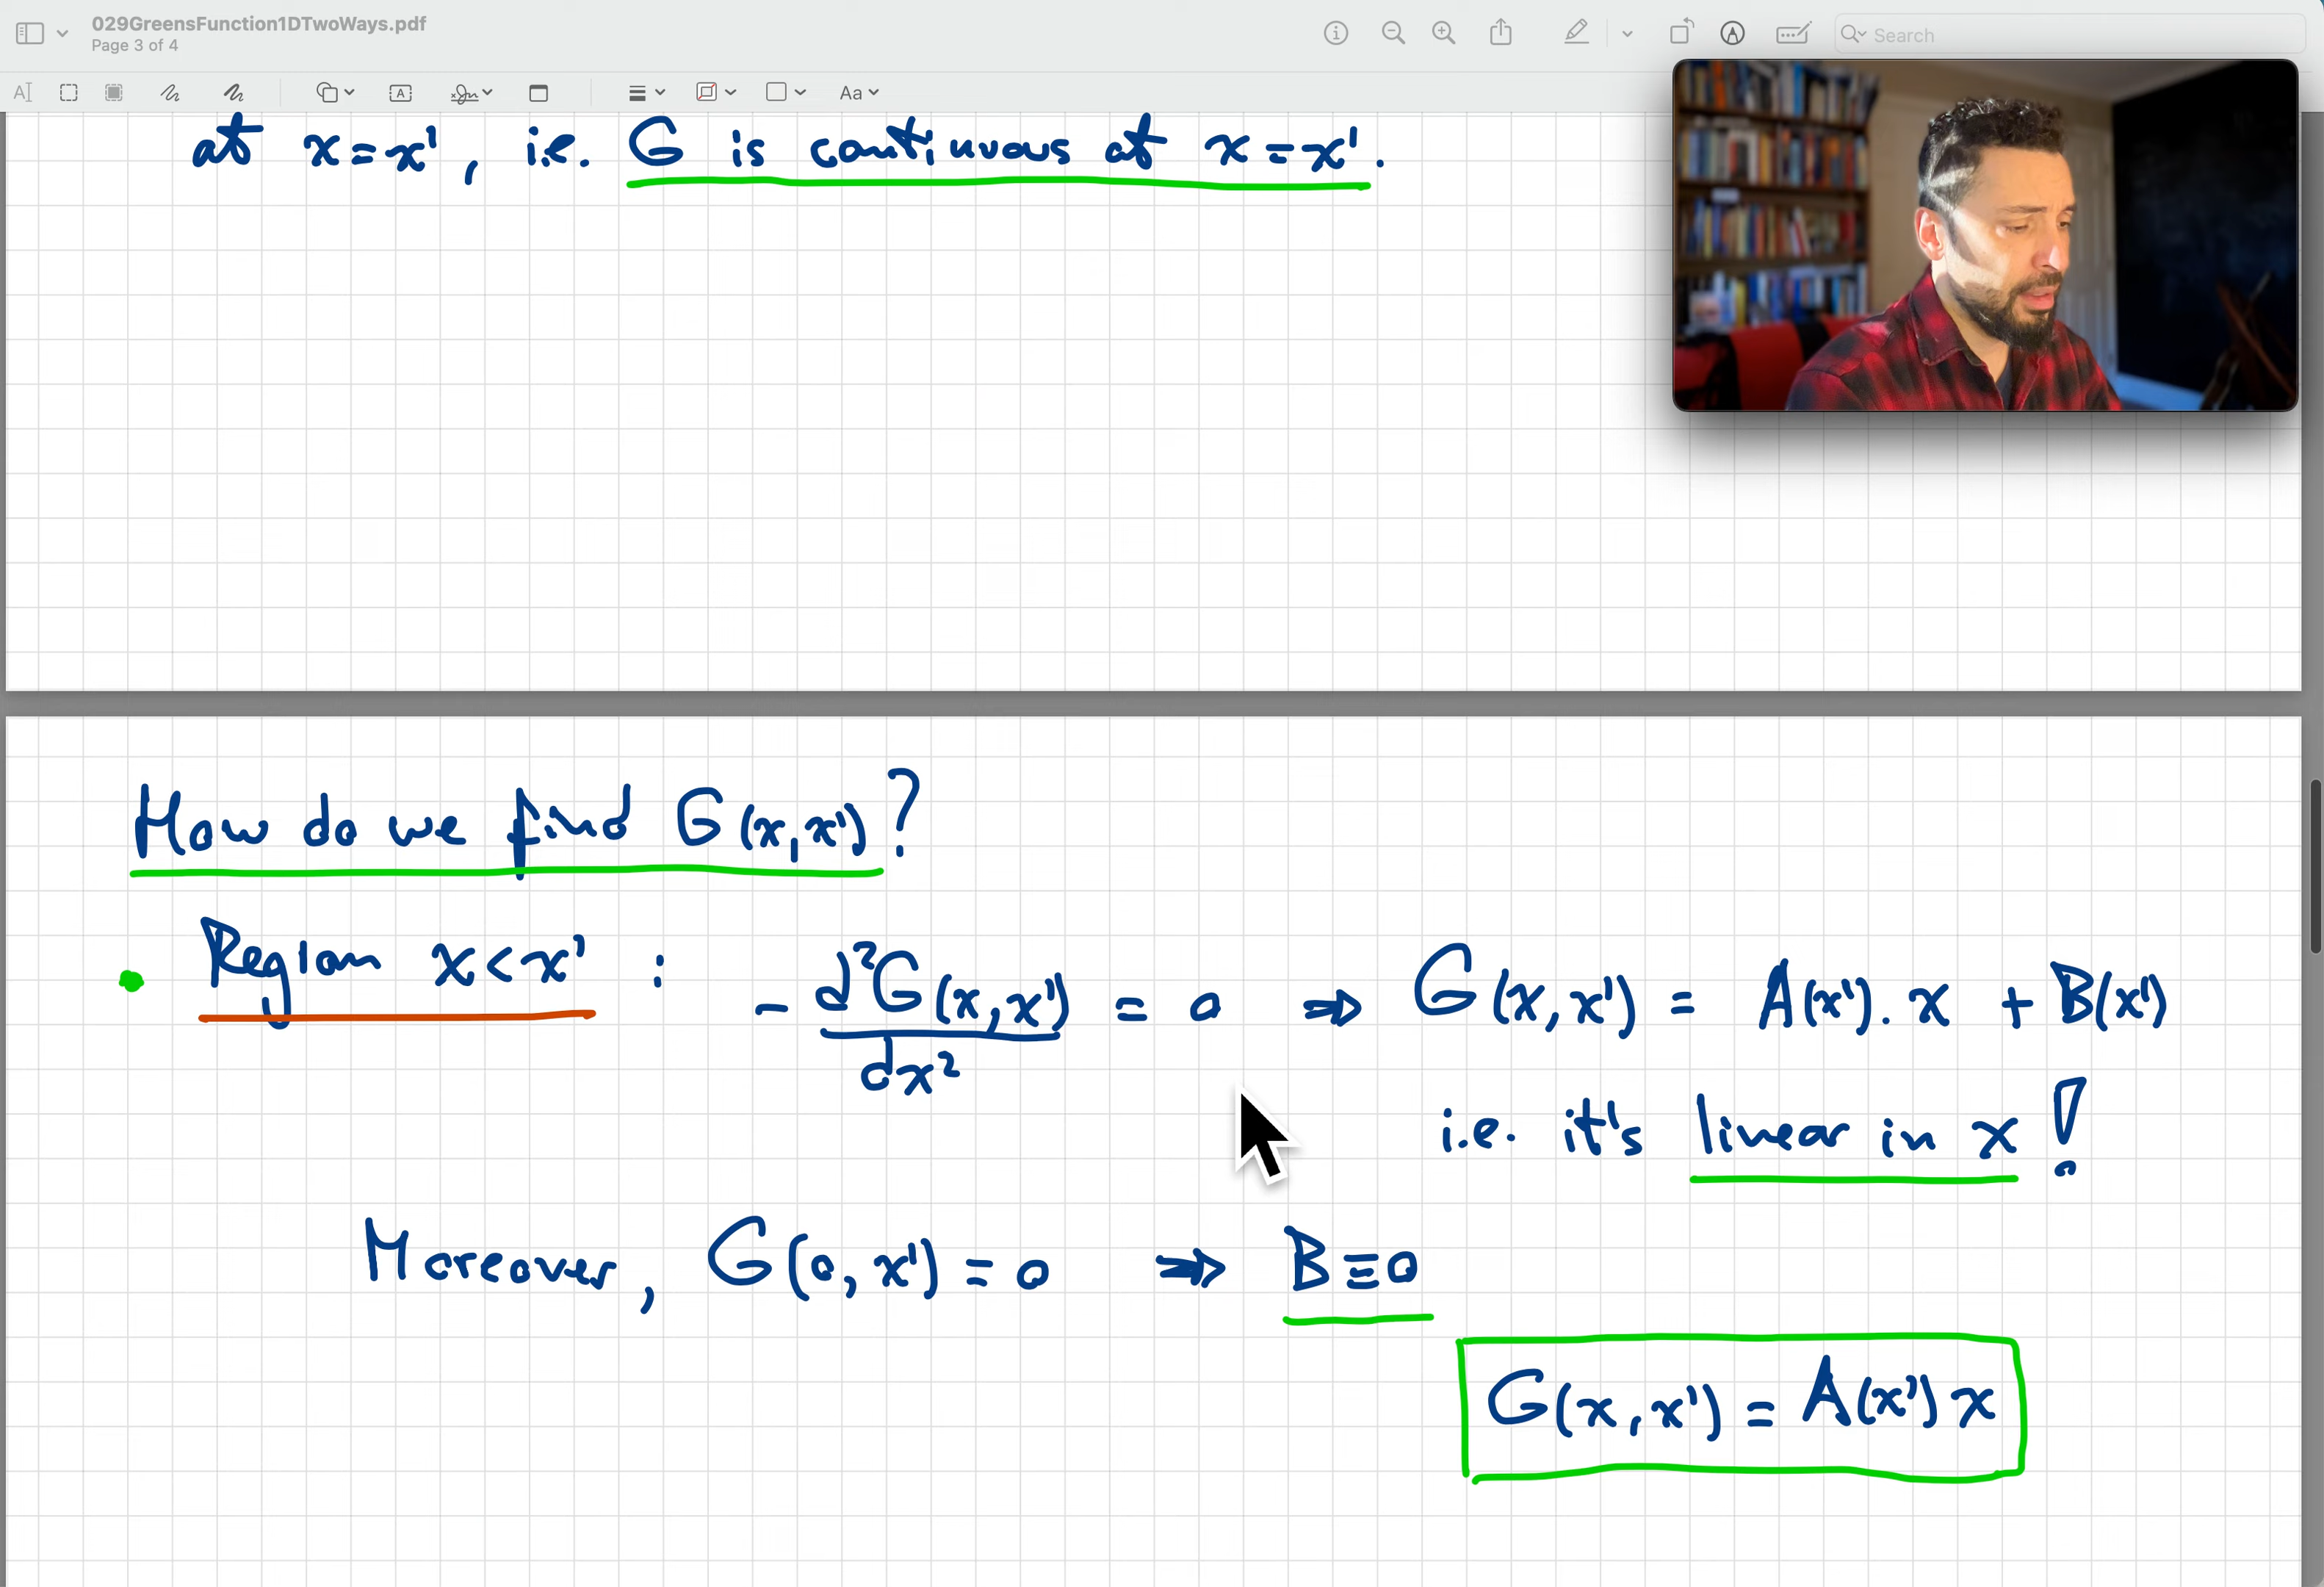 029GreensFunction1DTwoWays.pdf
Page 3 of 4
Search
Aa
at x=x', i.e. G is continuous at x=x'.
How do we find G(x,x')?
• Region x<x' : - d²G(x,x')/dx² = 0 ⇒ G(x,x') = A(x').x + B(x')
i.e. it's linear in x!
Moreover, G(0,x')=0 ⇒ B≡0
G(x,x') = A(x')x